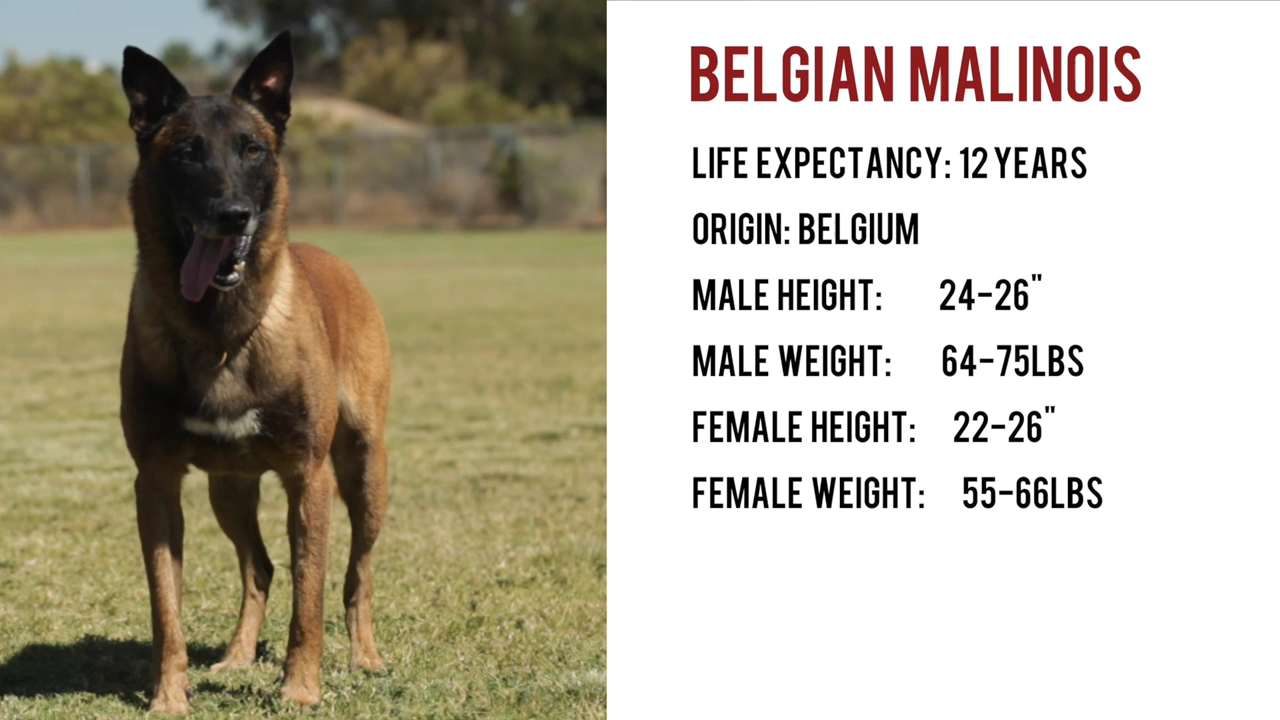 BELGIAN MALINOIS
LIFE EXPECTANCY: 12 YEARS
ORIGIN: BELGIUM
MALE HEIGHT: 24-26"
MALE WEIGHT: 64-75LBS
FEMALE HEIGHT: 22-26"
FEMALE WEIGHT: 55-66LBS